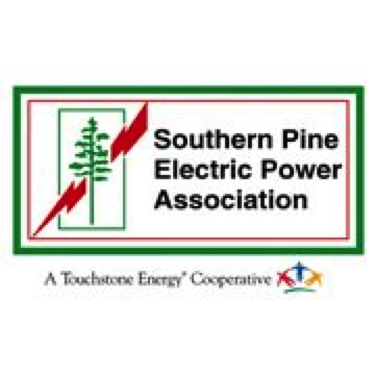 Southern Pine
Electric Power
Association
A Touchstone Energy® Cooperative